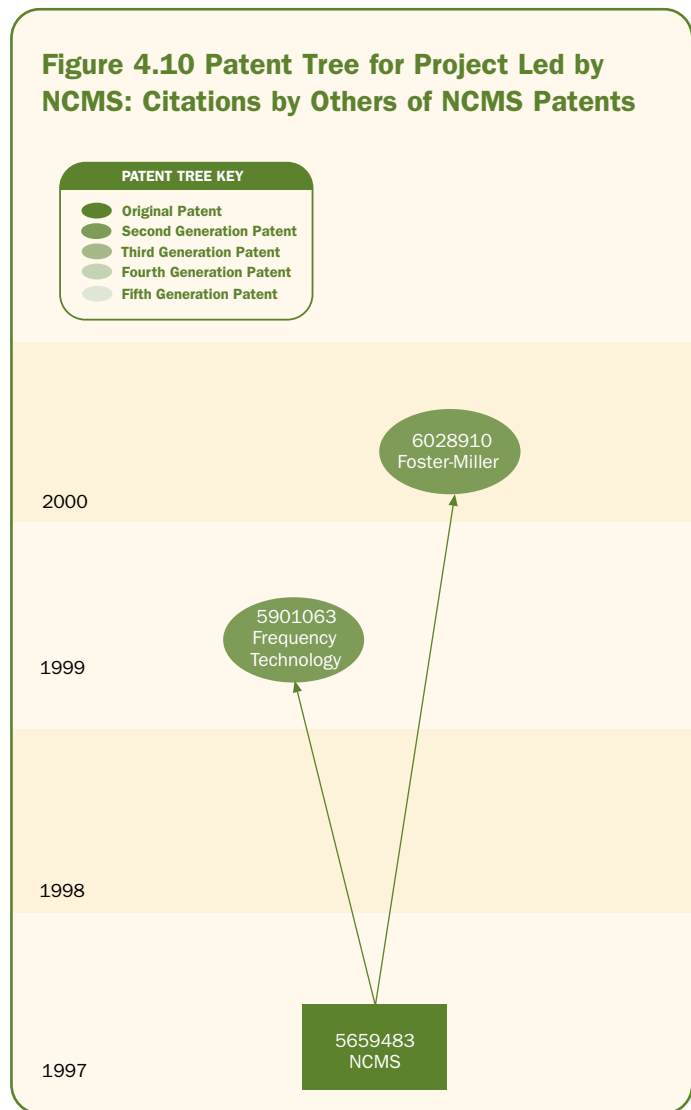 Figure 4.10 Patent Tree for Project Led by
NCMS: Citations by Others of NCMS Patents
PATENT TREE KEY
Original Patent
Second Generation Patent
Third Generation Patent
Fourth Generation Patent
Fifth Generation Patent
6028910
Foster-Miller
2000
5901063
Frequency
Technology
1999
1998
5659483
NCMS
1997